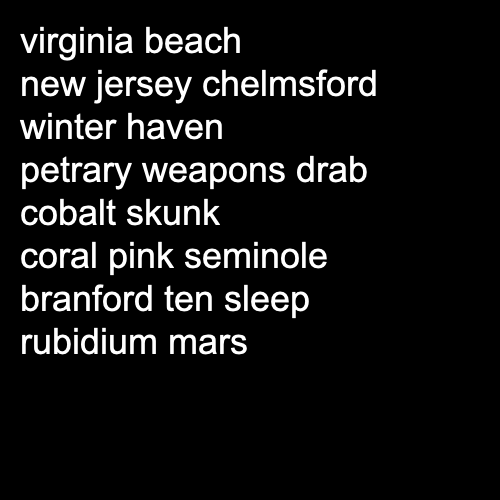 virginia beach
new jersey chelmsford
winter haven
petrary weapons drab
cobalt skunk
coral pink seminole
branford ten sleep
rubidium mars